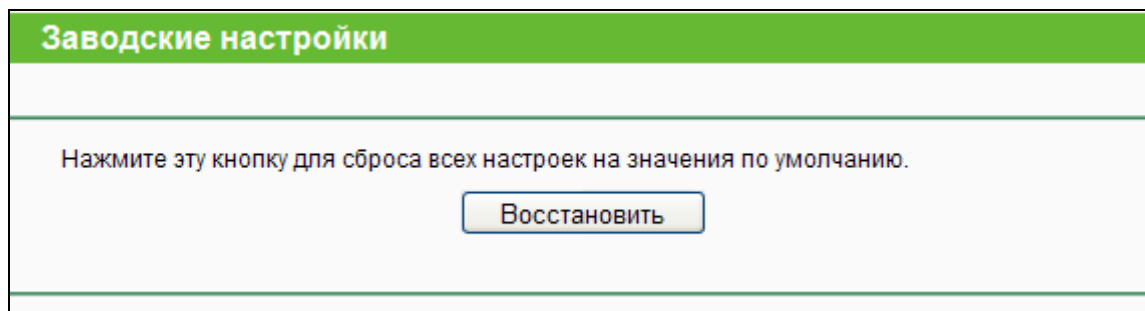 Заводские настройки
Нажмите эту кнопку для сброса всех настроек на значения по умолчанию.
Восстановить